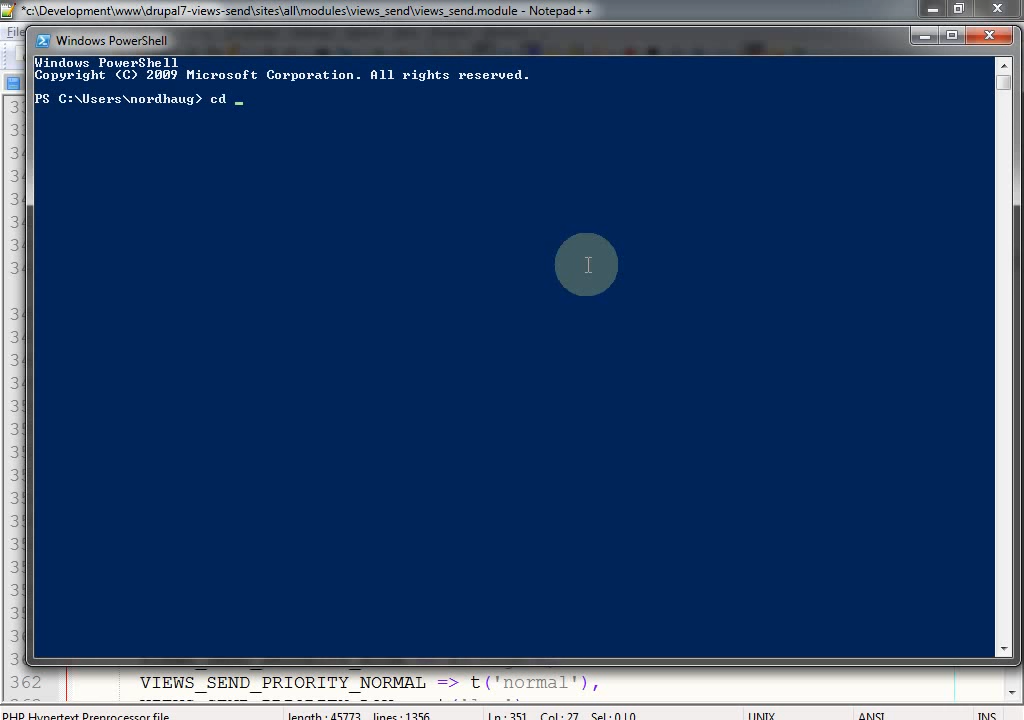 *c:\Development\www\drupal7-views-send\sites\all\modules\views_send\views_send.module - Notepad++
Windows PowerShell
Windows PowerShell
Copyright (C) 2009 Microsoft Corporation. All rights reserved.
PS C:\Users\nordhaug> cd _
362 VIEWS_SEND_PRIORITY_NORMAL => t('normal'),
PHP Hypertext Preprocessor file length : 45773 lines : 1356 Ln : 351 Col : 27 Sel : 0 | 0 UNIX ANSI INS